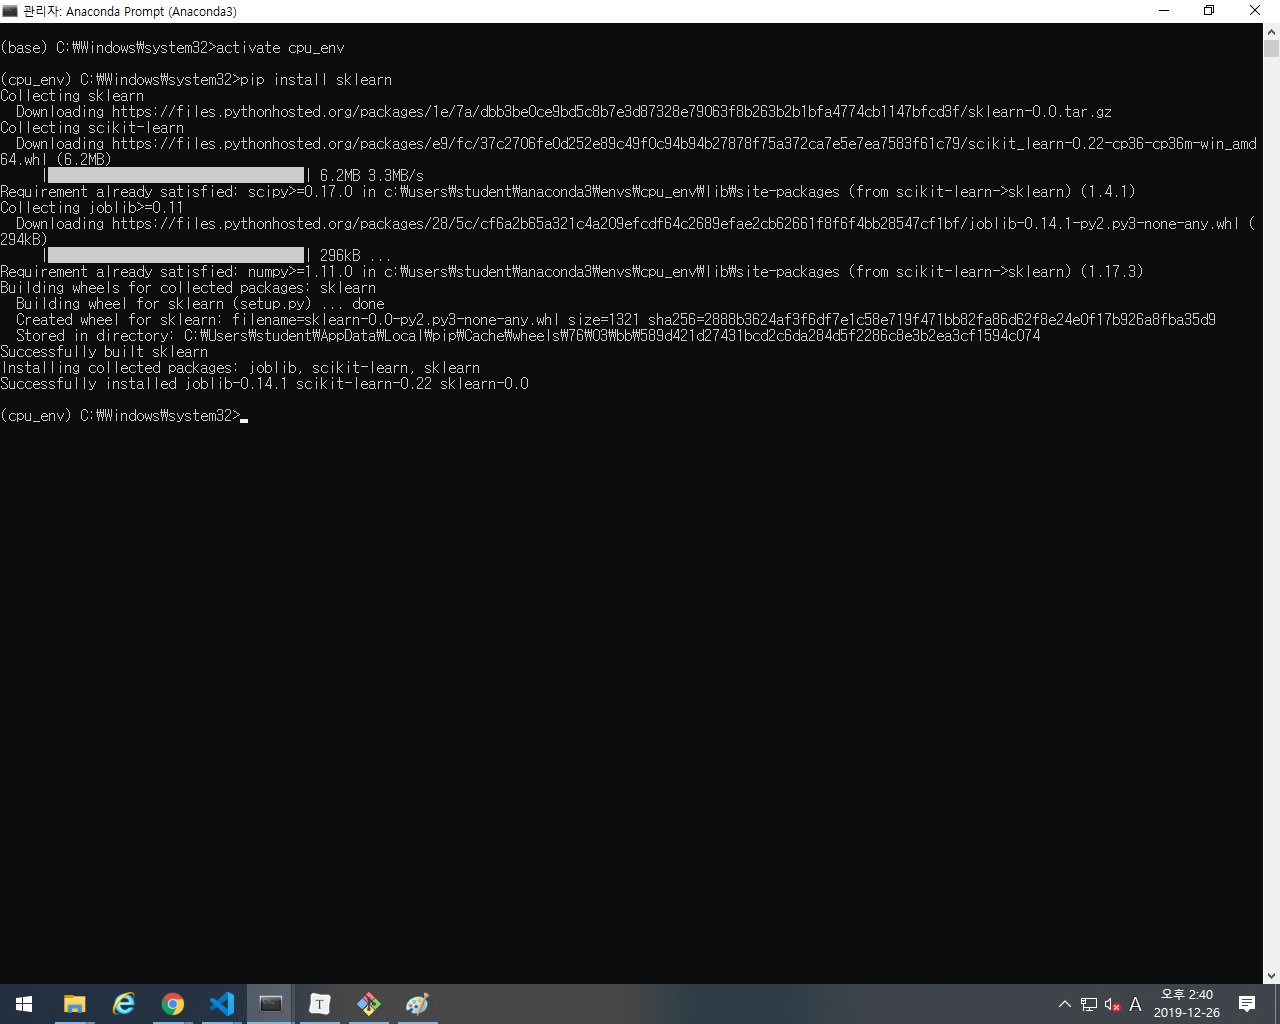 관리자: Anaconda Prompt (Anaconda3)
(base) C:₩Windows₩system32>activate cpu_env
(cpu_env) C:₩Windows₩system32>pip install sklearn
Collecting sklearn
  Downloading https://files.pythonhosted.org/packages/1e/7a/dbb3be0ce9bd5c8b7e3d87328e79063f8b263b2b1bfa4774cb1147bfcd3f/sklearn-0.0.tar.gz
Collecting scikit-learn
  Downloading https://files.pythonhosted.org/packages/e9/fc/37c2706fe0d252e89c49f0c94b94b27878f75a372ca7e5e7ea7583f61c79/scikit_learn-0.22-cp36-cp36m-win_amd
64.whl (6.2MB)
| | 6.2MB 3.3MB/s
Requirement already satisfied: scipy>=0.17.0 in c:₩users₩student₩anaconda3₩envs₩cpu_env₩lib₩site-packages (from scikit-learn->sklearn) (1.4.1)
Collecting joblib>=0.11
  Downloading https://files.pythonhosted.org/packages/28/5c/cf6a2b65a321c4a209efcdf64c2689efae2cb62661f8f6f4bb28547cf1bf/joblib-0.14.1-py2.py3-none-any.whl (
294kB)
| | 296kB ...
Requirement already satisfied: numpy>=1.11.0 in c:₩users₩student₩anaconda3₩envs₩cpu_env₩lib₩site-packages (from scikit-learn->sklearn) (1.17.3)
Building wheels for collected packages: sklearn
  Building wheel for sklearn (setup.py) ... done
  Created wheel for sklearn: filename=sklearn-0.0-py2.py3-none-any.whl size=1321 sha256=2888b3624af3f6df7e1c58e719f471bb82fa86d62f8e24e0f17b926a8fba35d9
  Stored in directory: C:₩Users₩student₩AppData₩Local₩pip₩Cache₩wheels₩76₩03₩bb₩589d421d27431bcd2c6da284d5f2286c8e3b2ea3cf1594c074
Successfully built sklearn
Installing collected packages: joblib, scikit-learn, sklearn
Successfully installed joblib-0.14.1 scikit-learn-0.22 sklearn-0.0
(cpu_env) C:₩Windows₩system32>
T
A
오후 2:40
2019-12-26